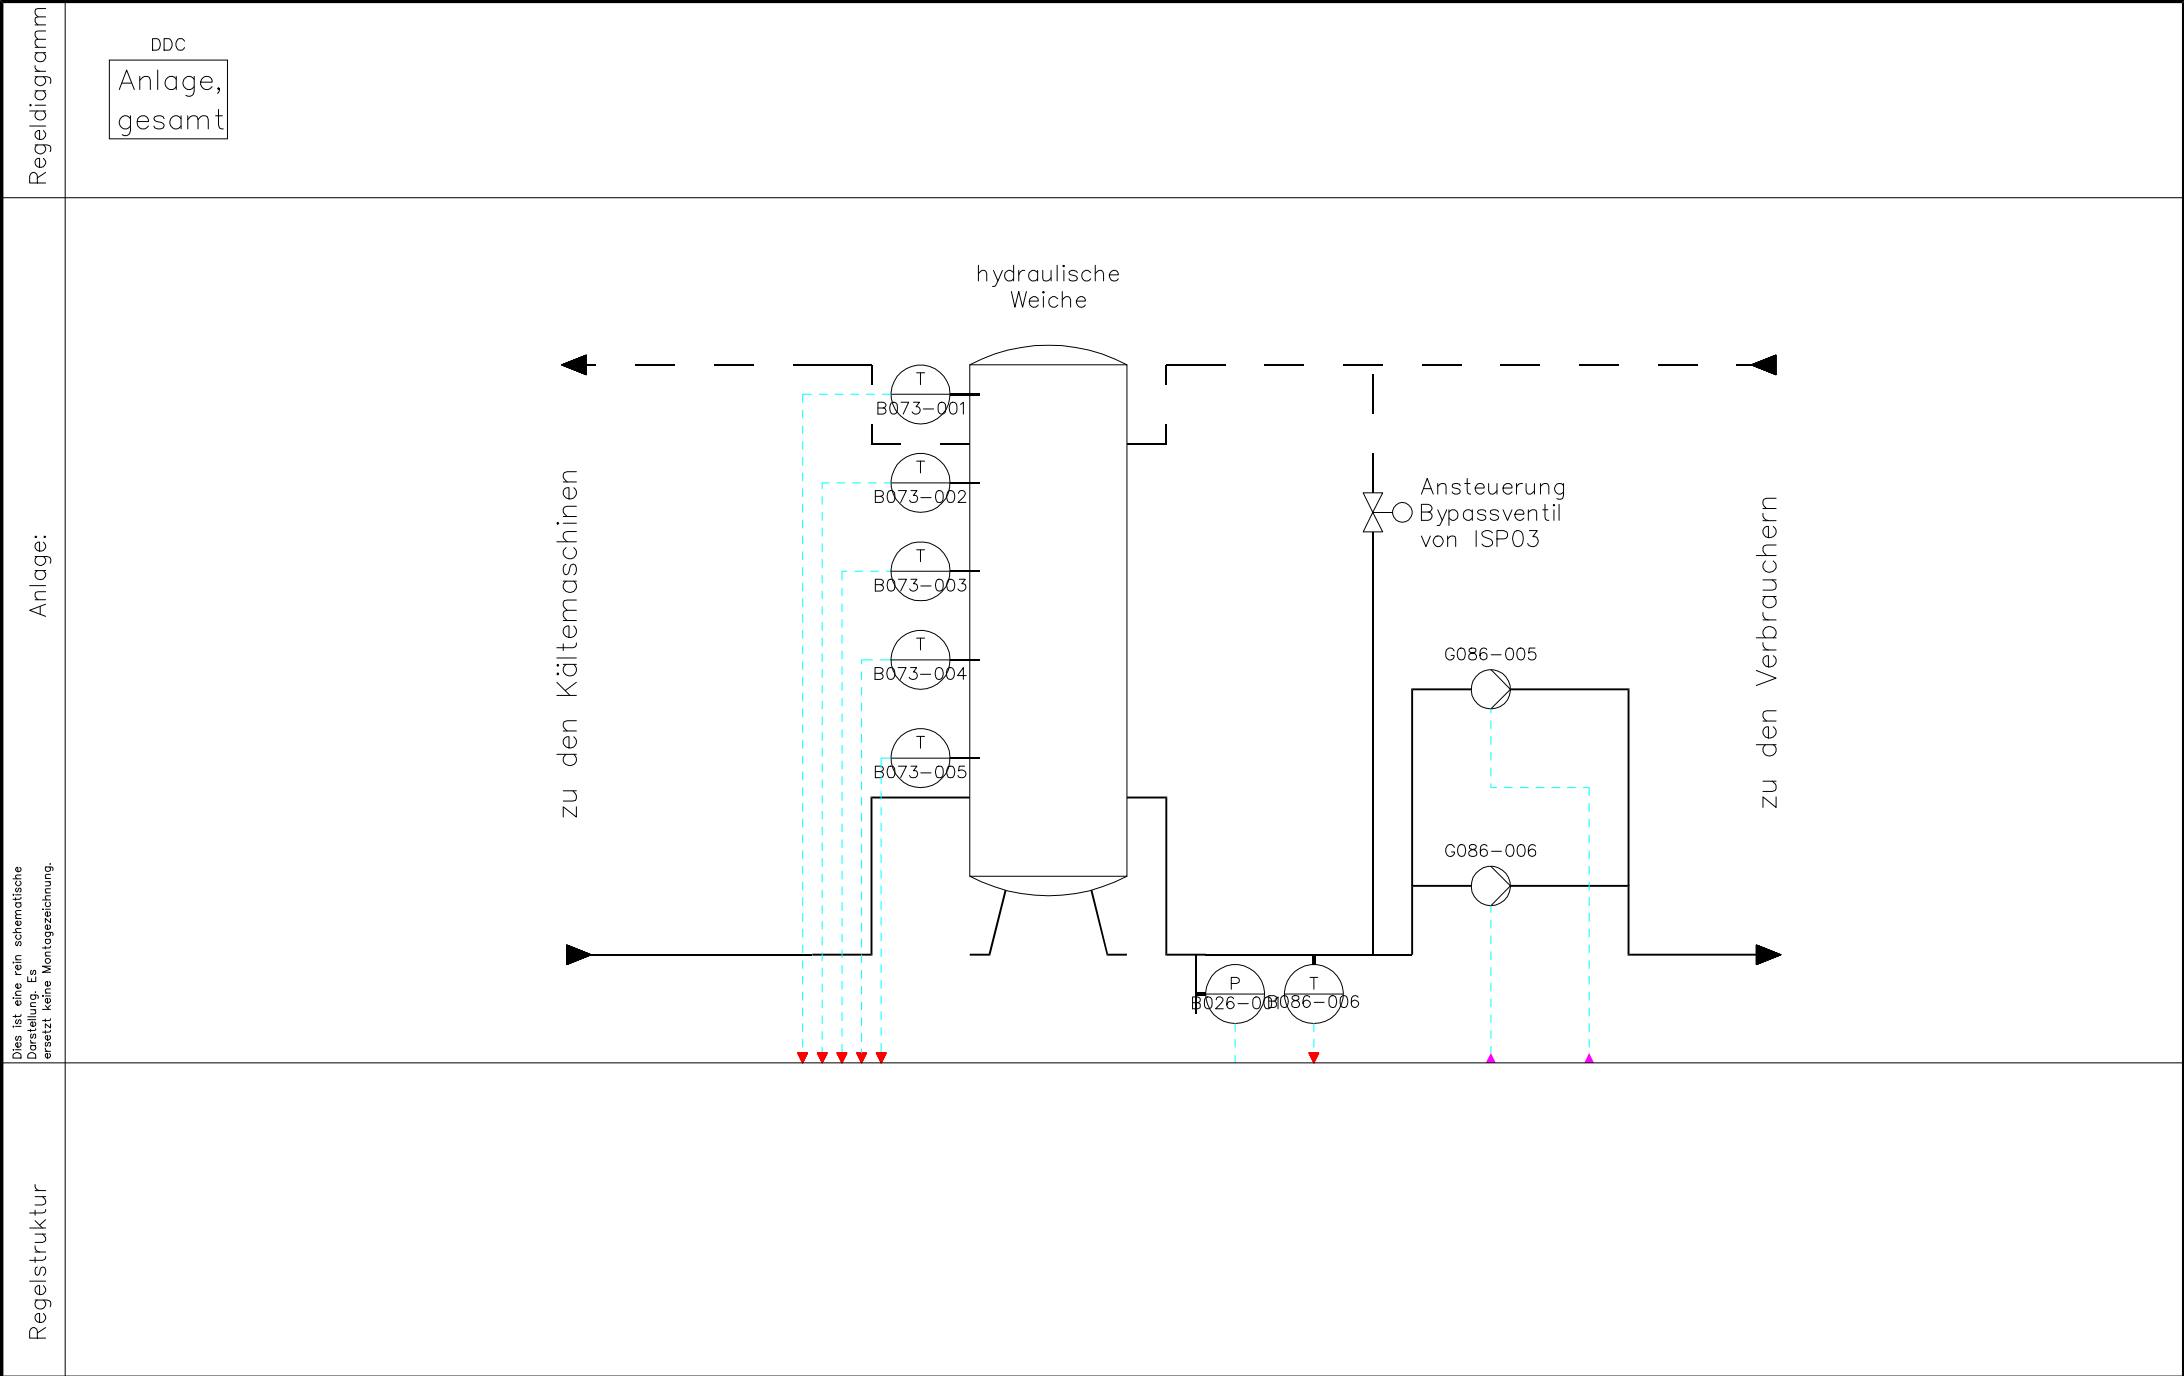 Regeldiagramm
DDC
Anlage,
gesamt
hydraulische
Weiche
T
B073-001
T
B073-002
T
B073-003
T
B073-004
T
B073-005
zu den Kältemaschinen
Ansteuerung
Bypassventil
von ISP03
zu den Verbrauchern
G086-005
G086-006
P
B026-001
T
B086-006
Anlage:
Dies ist eine rein schematische
Darstellung. Es
ersetzt keine Montagezeichnung.
Regelstruktur